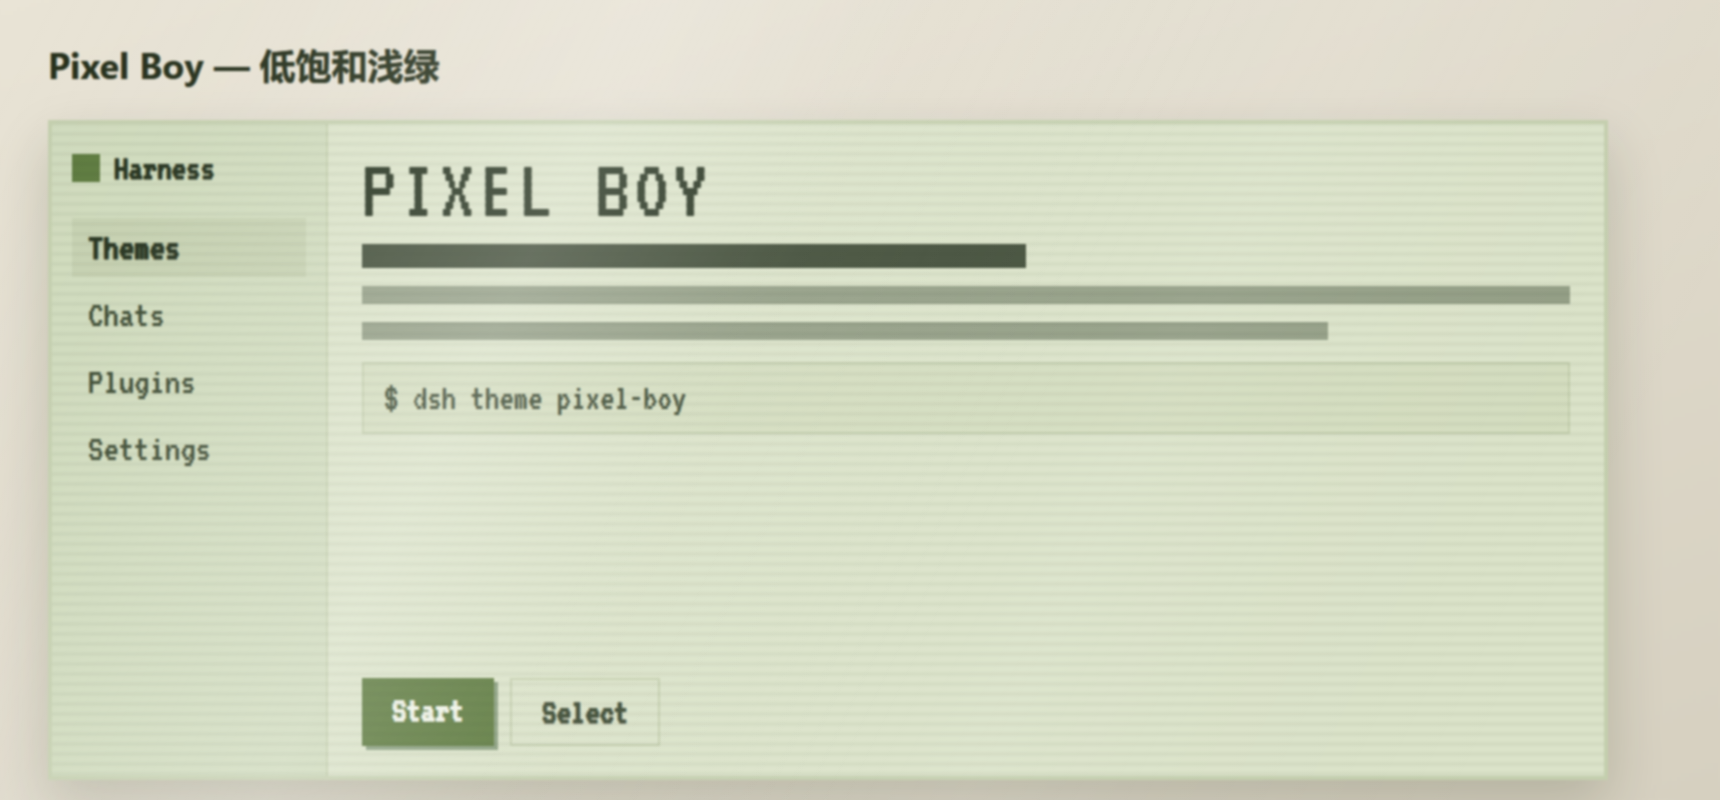 Pixel Boy — 低饱和浅绿
Harness
Themes
Chats
Plugins
Settings
PIXEL BOY
$ dsh theme pixel-boy
Start
Select